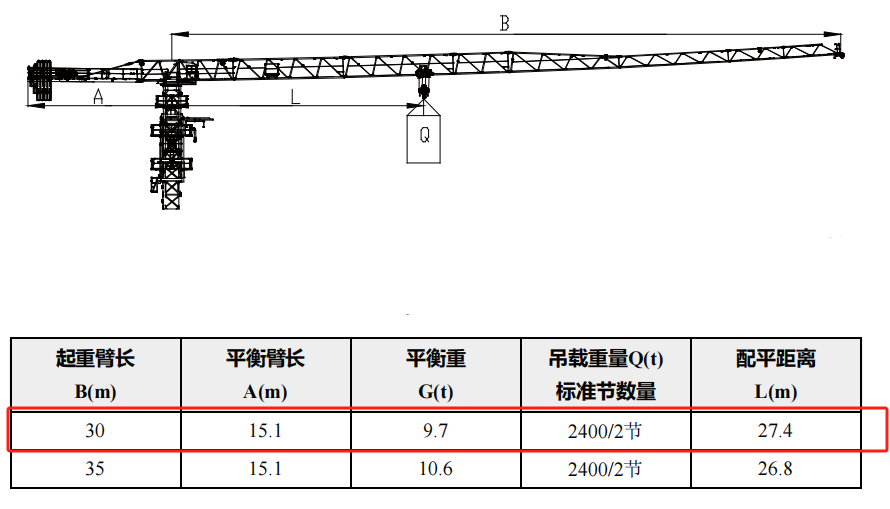 B
A
L
Q
起重臂长 平衡臂长 平衡重 吊载重量Q(t) 配平距离
B(m) A(m) G(t) 标准节数量 L(m)
30 15.1 9.7 2400/2节 27.4
35 15.1 10.6 2400/2节 26.8